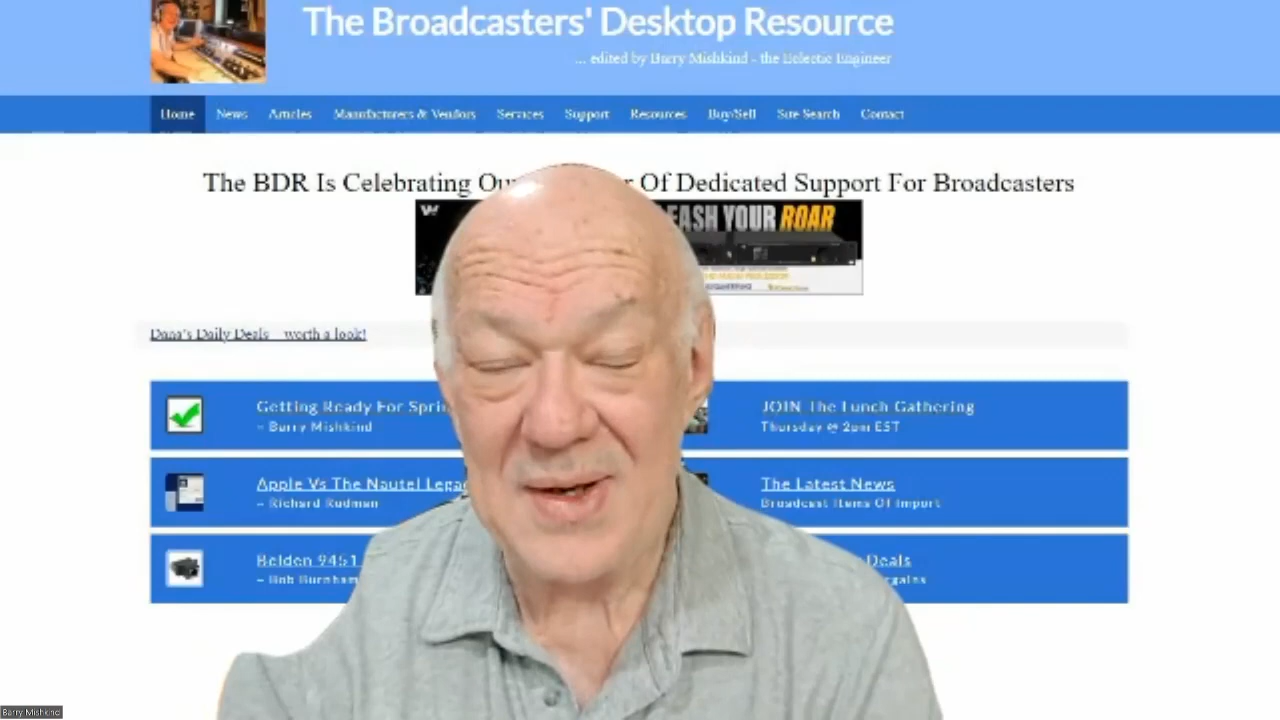 The Broadcasters' Desktop Resource
... edited by Barry Mishkind - the Eclectic Engineer
Home News Articles Manufacturers & Vendors Services Support Resources Buy/Sell Site Search Contact
The BDR Is Celebrating Of Dedicated Support For Broadcasters
YOUR ROAR
Dana's Daily Deals worth a look!
Getting Ready For
~ Barry Mishkind
JOIN The Lunch Gathering
Thursday @ 2pm EST
Apple Vs The Nautel
~ Richard Rudman
The Latest News
Broadcast Items Of Import
Belden 9451
~ Bob Burnham
Deals
Barry Mishkind